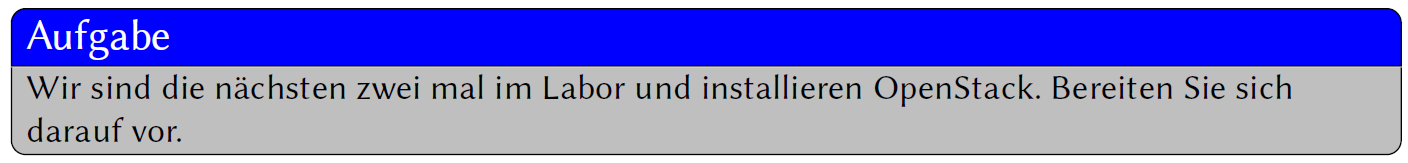 Aufgabe
Wir sind die nächsten zwei mal im Labor und installieren OpenStack. Bereiten Sie sich
darauf vor.